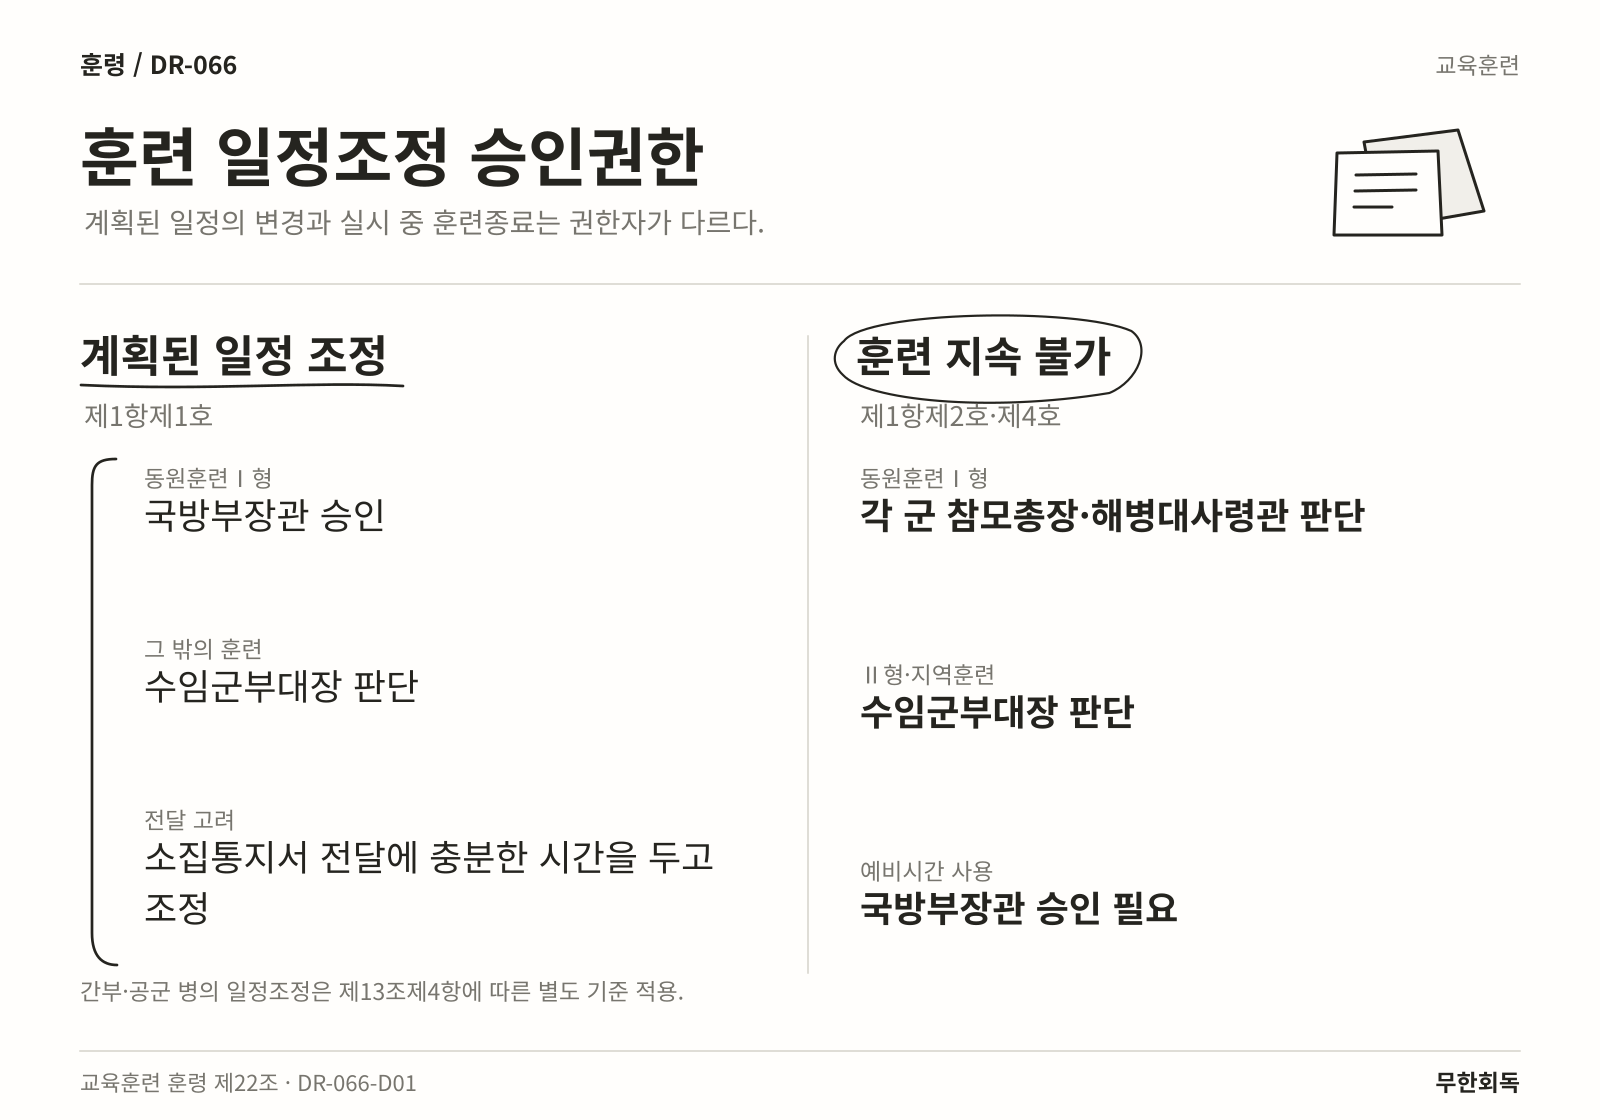 훈령 / DR-066
교육훈련
훈련 일정조정 승인권한
계획된 일정의 변경과 실시 중 훈련종료는 권한자가 다르다.
계획된 일정 조정
제1항제1호
동원훈련Ⅰ형
국방부장관 승인
그 밖의 훈련
수임군부대장 판단
전달 고려
소집통지서 전달에 충분한 시간을 두고
조정
간부·공군 병의 일정조정은 제13조제4항에 따른 별도 기준 적용.
훈련 지속 불가
제1항제2호·제4호
동원훈련Ⅰ형
각 군 참모총장·해병대사령관 판단
Ⅱ형·지역훈련
수임군부대장 판단
예비시간 사용
국방부장관 승인 필요
교육훈련 훈령 제22조 · DR-066-D01
무한회독